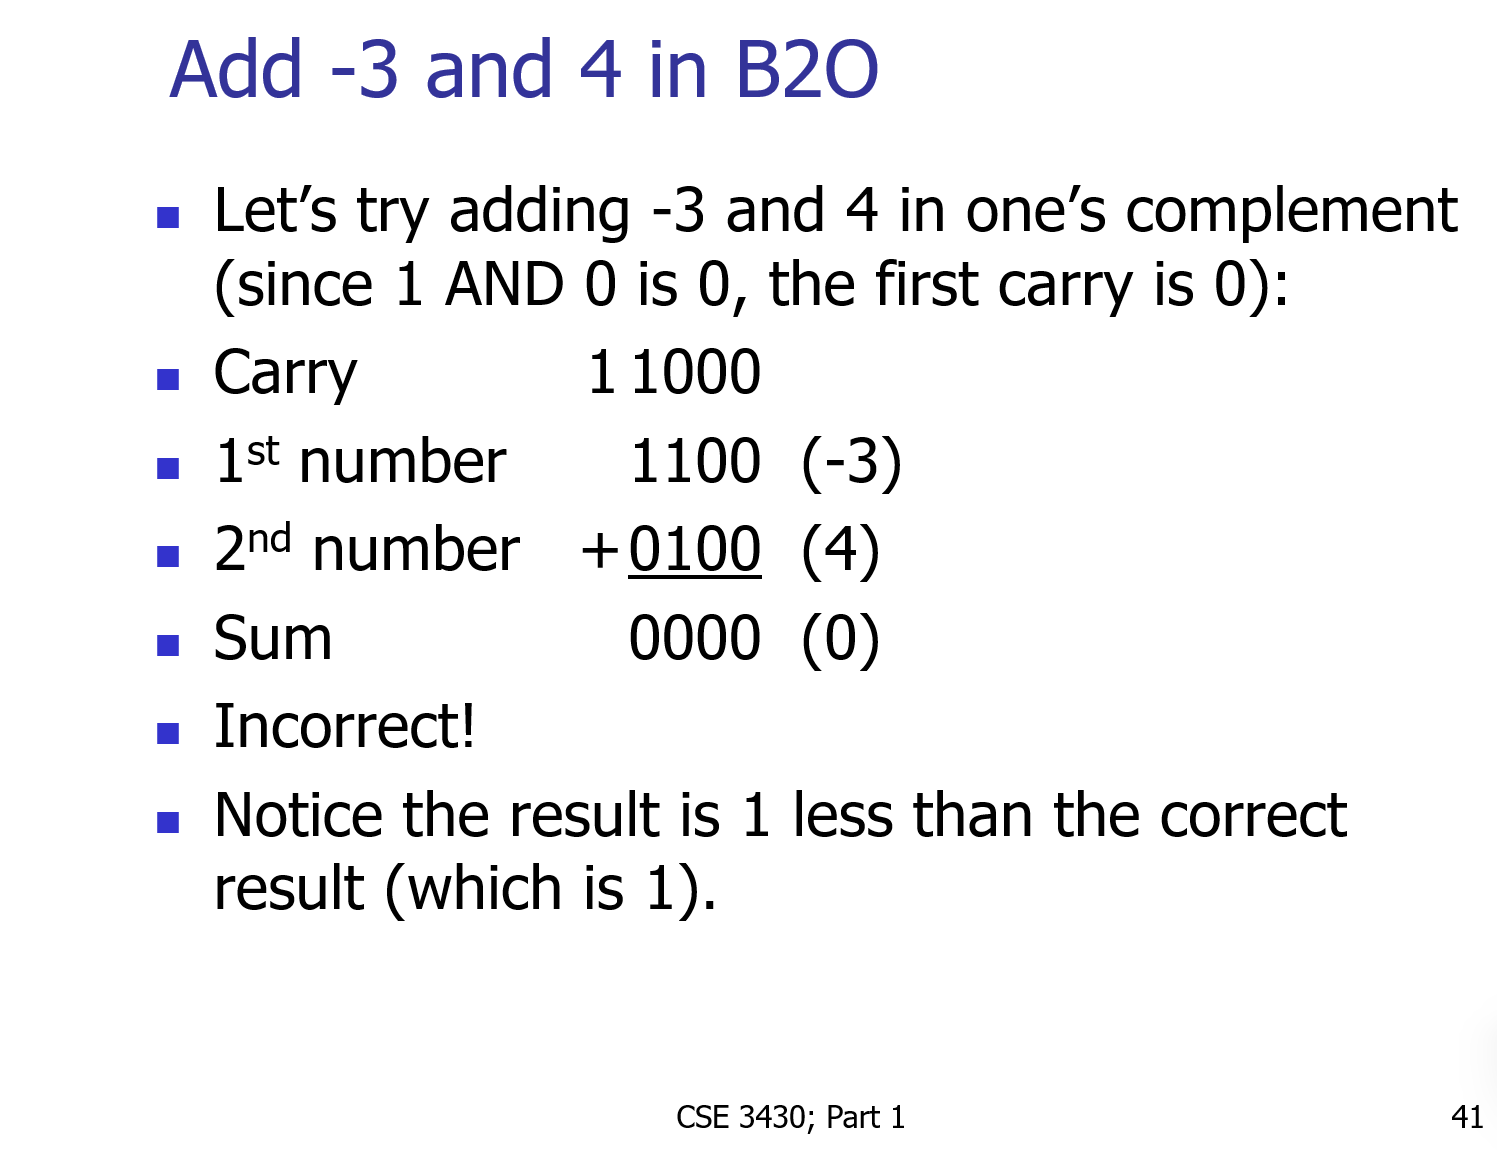 Add -3 and 4 in B2O
Let’s try adding -3 and 4 in one’s complement
(since 1 AND 0 is 0, the first carry is 0):
Carry 1 1000
1st number 1100 (-3)
2nd number +0100 (4)
Sum 0000 (0)
Incorrect!
Notice the result is 1 less than the correct
result (which is 1).
CSE 3430; Part 1 41